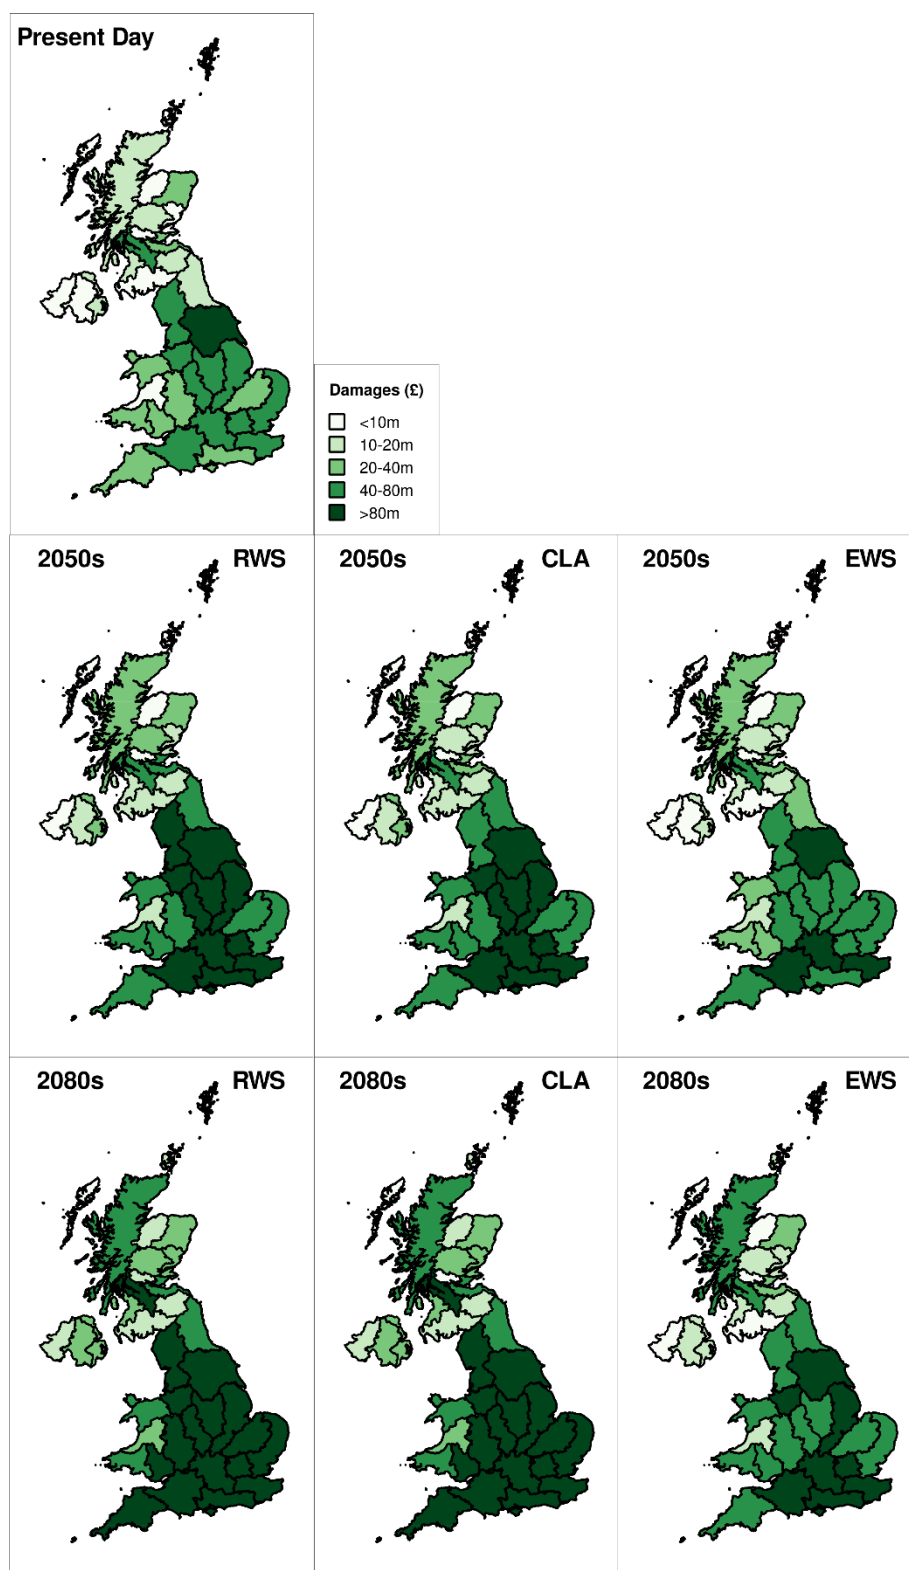 Present Day
Damages (£)
<10m
10-20m
20-40m
40-80m
>80m
2050s RWS
2050s CLA
2050s EWS
2080s RWS
2080s CLA
2080s EWS